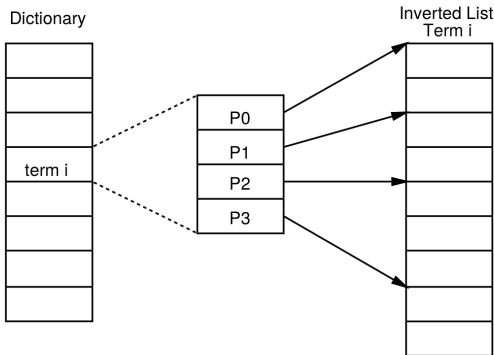 Dictionary
Inverted List
Term i
term i
P0
P1
P2
P3